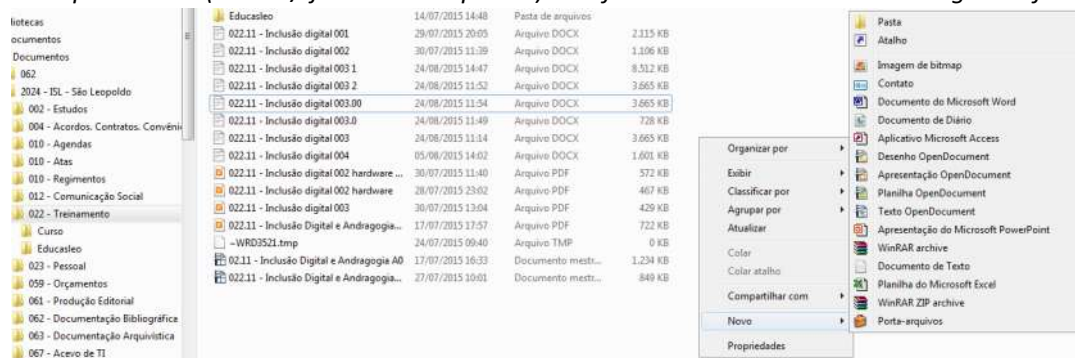 liotecas
ocumentos
Documentos
062
2024 - ISL - São Leopoldo
002 - Estudos
004 - Acordos. Contratos. Convêni
010 - Agendas
010 - Atas
010 - Regimentos
012 - Comunicação Social
022 - Treinamento
Curso
Educasleo
023 - Pessoal
059 - Orçamentos
061 - Produção Editorial
062 - Documentação Bibliográfica
063 - Documentação Arquivística
067 - Acevo de TI
Educasleo 14/07/2015 14:48 Pasta de arquivos
022.11 - Inclusão digital 001 29/07/2015 20:05 Arquivo DOCX 2.115 KB
022.11 - Inclusão digital 002 30/07/2015 11:39 Arquivo DOCX 1.106 KB
022.11 - Inclusão digital 003 1 24/08/2015 14:47 Arquivo DOCX 8.512 KB
022.11 - Inclusão digital 003 2 24/08/2015 11:52 Arquivo DOCX 3.665 KB
022.11 - Inclusão digital 003.00 24/08/2015 11:54 Arquivo DOCX 3.665 KB
022.11 - Inclusão digital 003.0 24/08/2015 11:49 Arquivo DOCX 728 KB
022.11 - Inclusão digital 003 24/08/2015 11:14 Arquivo DOCX 3.665 KB
022.11 - Inclusão digital 004 05/08/2015 14:02 Arquivo DOCX 1.601 KB
022.11 - Inclusão digital 002 hardware ... 30/07/2015 11:40 Arquivo PDF 572 KB
022.11 - Inclusão digital 002 hardware 28/07/2015 23:02 Arquivo PDF 467 KB
022.11 - Inclusão digital 003 30/07/2015 13:04 Arquivo PDF 429 KB
022.11 - Inclusão Digital e Andragogia... 17/07/2015 17:57 Arquivo PDF 722 KB
~WRD3521.tmp 24/07/2015 09:40 Arquivo TMP 0 KB
02.11 - Inclusão Digital e Andragogia A0 17/07/2015 16:33 Documento mestr... 1.234 KB
022.11 - Inclusão Digital e Andragogia... 27/07/2015 10:01 Documento mestr... 849 KB
Organizar por
Exibir
Classificar por
Agrupar por
Atualizar
Colar
Colar atalho
Compartilhar com
Novo
Propriedades
Pasta
Atalho
Imagem de bitmap
Contato
Documento do Microsoft Word
Documento de Diário
Aplicativo Microsoft Access
Desenho OpenDocument
Apresentação OpenDocument
Planilha OpenDocument
Texto OpenDocument
Apresentação do Microsoft PowerPoint
WinRAR archive
Documento de Texto
Planilha do Microsoft Excel
WinRAR ZIP archive
Porta-arquivos